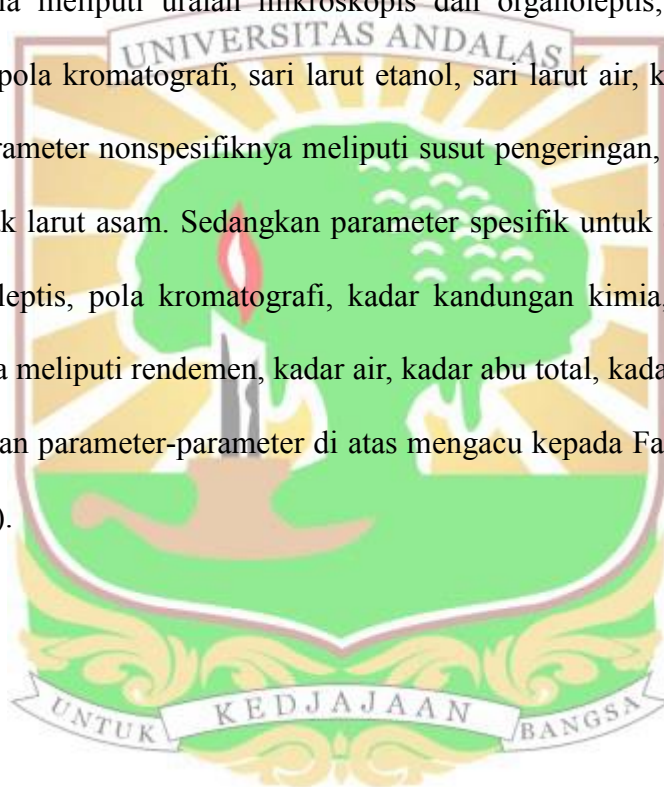 meliputi uraian mikroskopis dan organoleptis,
UNIVERSITAS ANDALAS
pola kromatografi, sari larut etanol, sari larut air, k
rameter nonspesifiknya meliputi susut pengeringan,
k larut asam. Sedangkan parameter spesifik untuk
leptis, pola kromatografi, kadar kandungan kimia,
a meliputi rendemen, kadar air, kadar abu total, kada
an parameter-parameter di atas mengacu kepada Fa
).
UNTUK KEDJAJAAN BANGSA